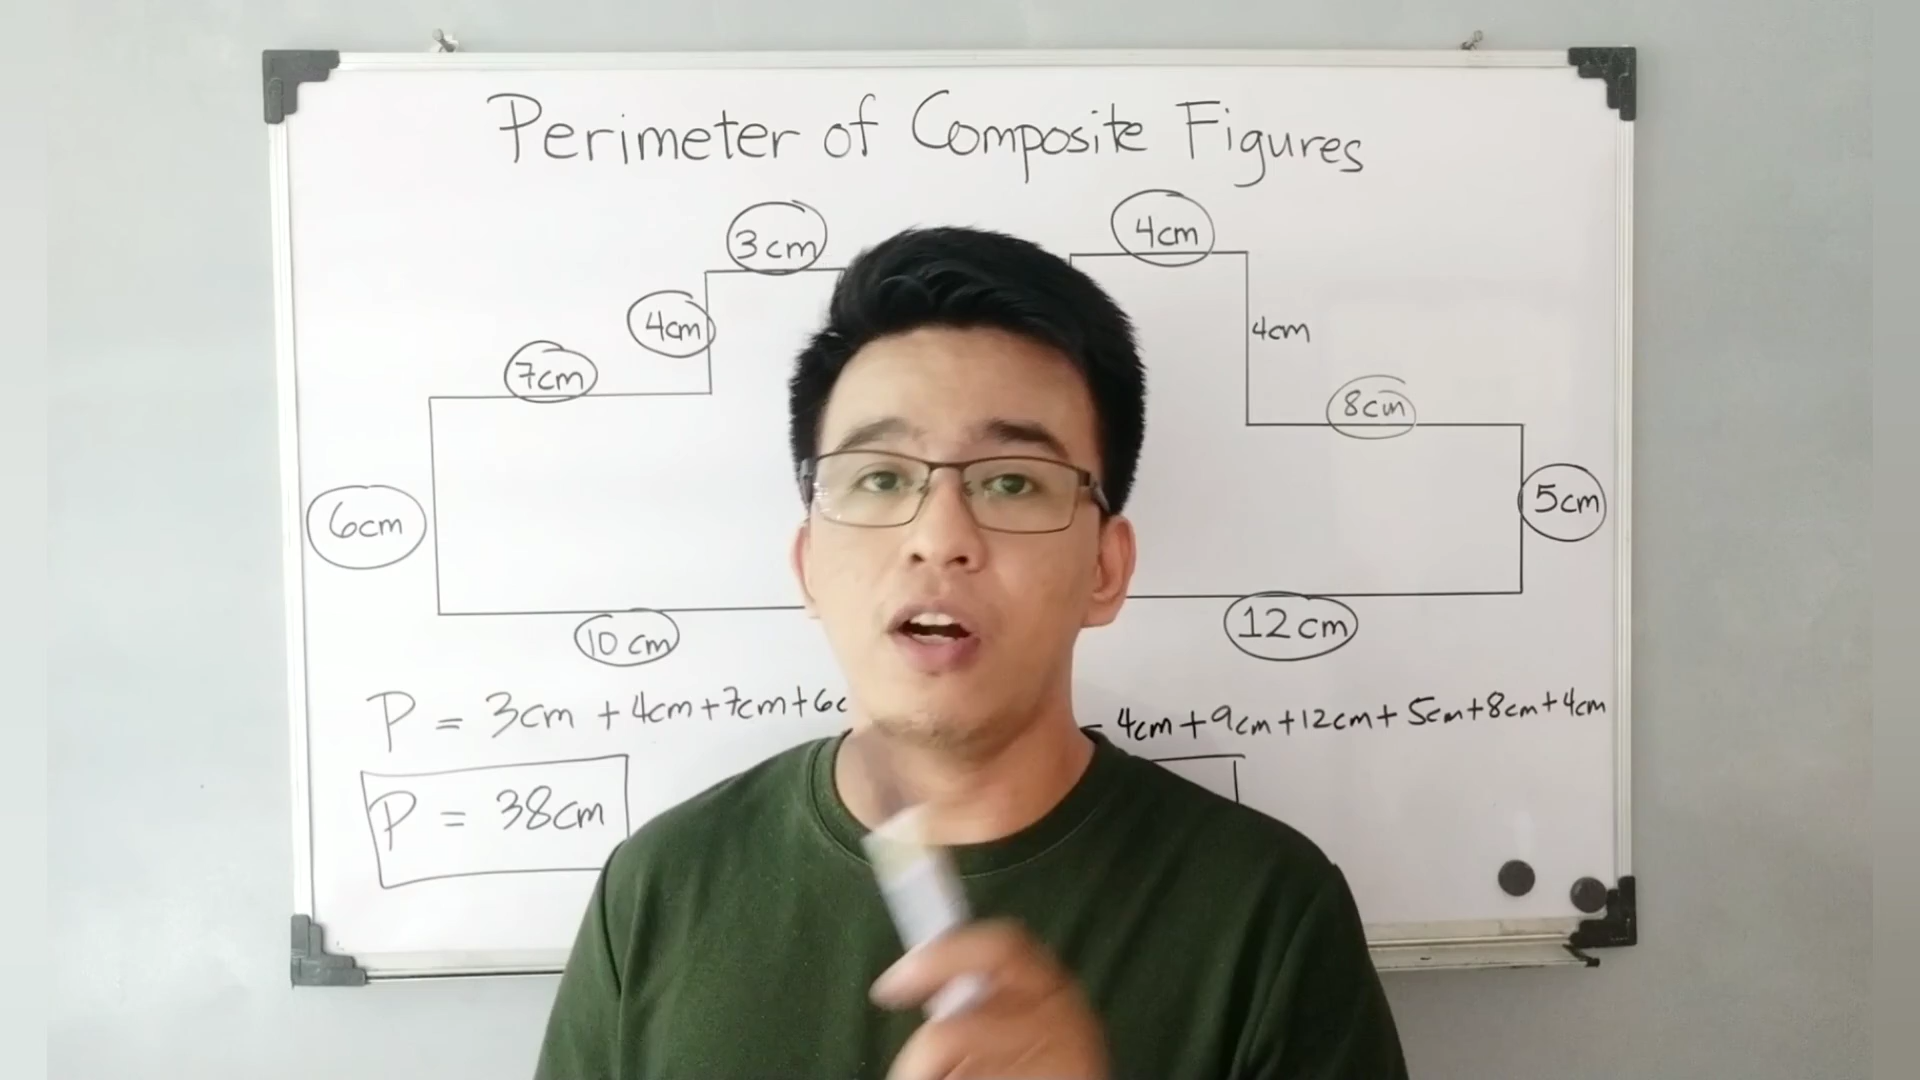 Perimeter of Composite Figures
3cm
4cm
4cm
4cm
7cm
8cm
6cm
5cm
10 cm
12 cm
P = 3cm + 4cm + 7cm + 6c
= 4cm + 9cm + 12cm + 5cm + 8cm + 4cm
P = 38cm